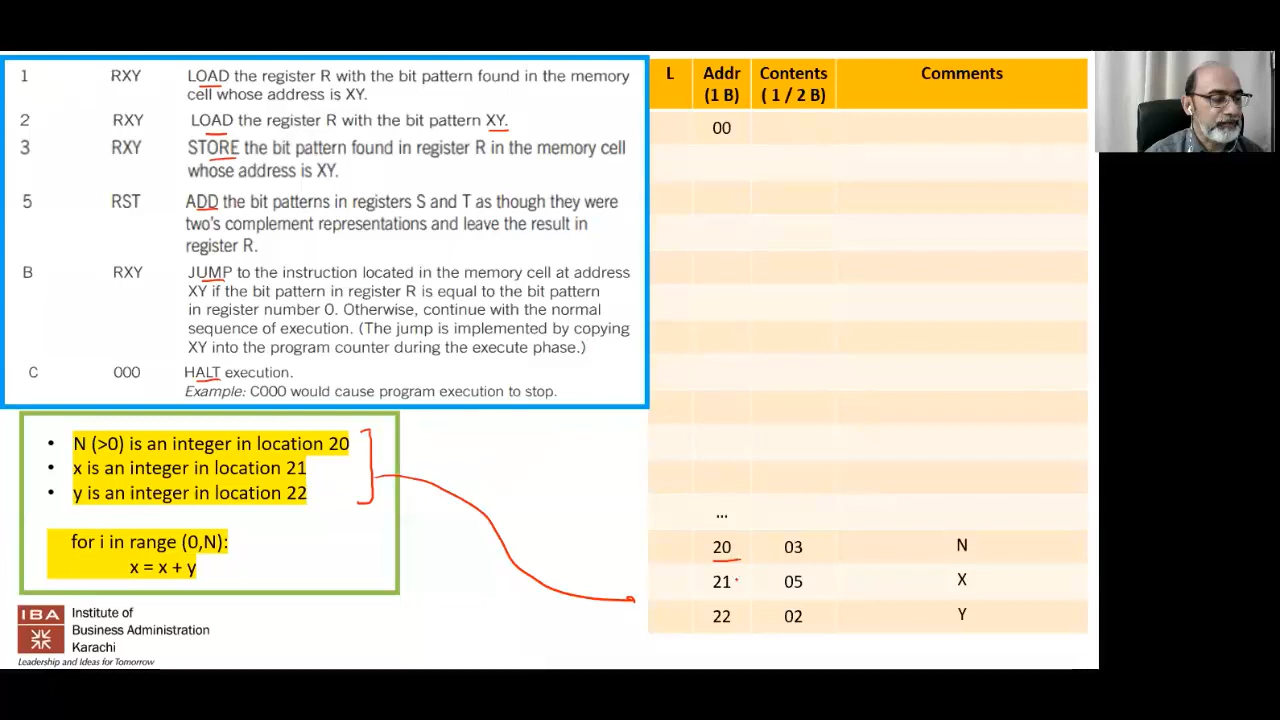 1 RXY LOAD the register R with the bit pattern found in the memory
cell whose address is XY.
2 RXY LOAD the register R with the bit pattern XY.
3 RXY STORE the bit pattern found in register R in the memory cell
whose address is XY.
5 RST ADD the bit patterns in registers S and T as though they were
two's complement representations and leave the result in
register R.
B RXY JUMP to the instruction located in the memory cell at address
XY if the bit pattern in register R is equal to the bit pattern
in register number 0. Otherwise, continue with the normal
sequence of execution. (The jump is implemented by copying
XY into the program counter during the execute phase.)
C 000 HALT execution.
Example: C000 would cause program execution to stop.
• N (>0) is an integer in location 20
• x is an integer in location 21
• y is an integer in location 22
for i in range (0,N):
x = x + y
IBA
Institute of
Business Administration
Karachi
Leadership and Ideas for Tomorrow
L Addr Contents Comments
(1 B) ( 1 / 2 B)
00
...
20 03 N
21 05 X
22 02 Y